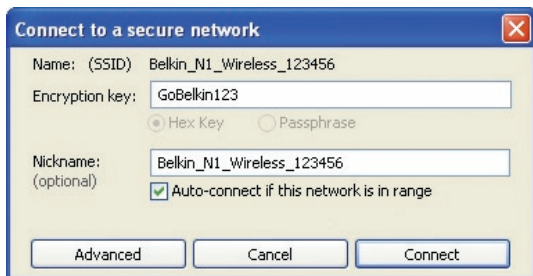 Connect to a secure network
Name: (SSID) Belkin_N1_Wireless_123456
Encryption key: GoBelkin123
Hex Key Passphrase
Nickname: Belkin_N1_Wireless_123456
(optional)
Auto-connect if this network is in range
Advanced Cancel Connect